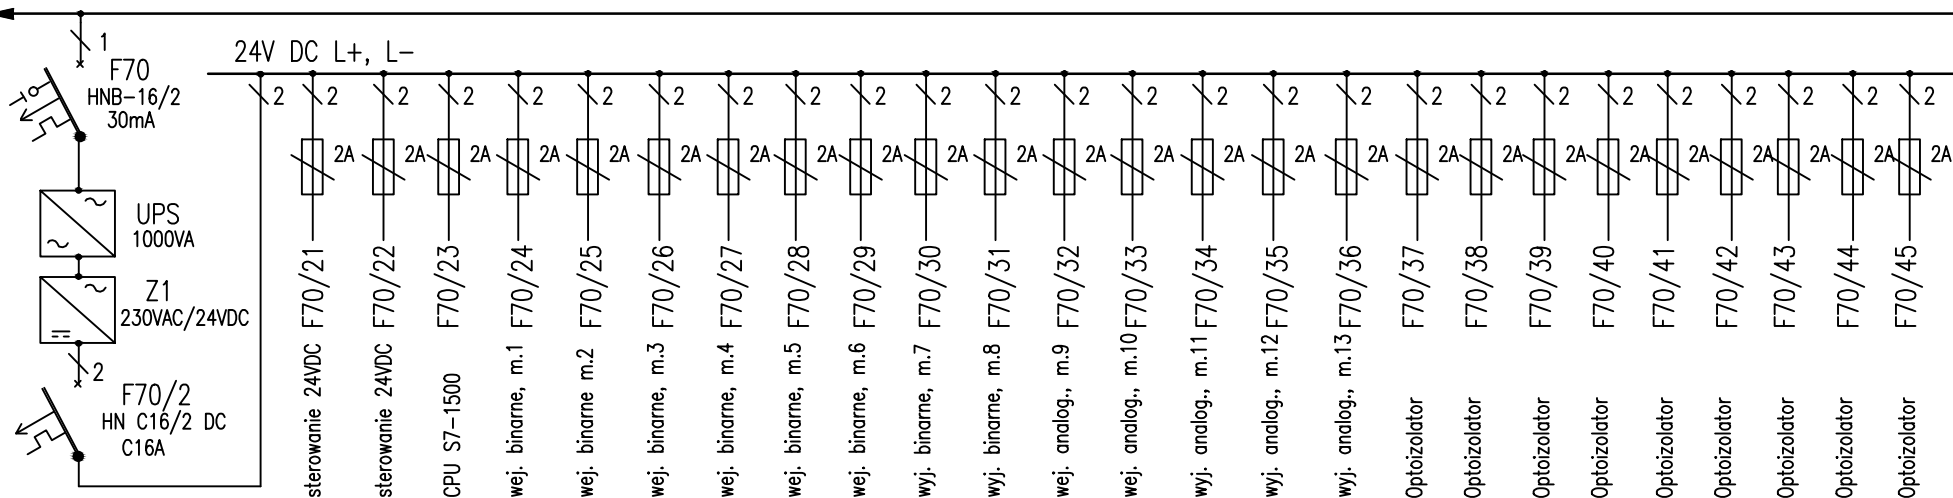 1
F70
HNB-16/2
30mA
UPS
1000VA
Z1
230VAC/24VDC
2
F70/2
HN C16/2 DC
C16A
24V DC L+, L-
2 2 2 2 2 2 2 2 2 2 2 2 2 2 2 2 2 2 2 2 2 2 2 2 2 2
2A 2A 2A 2A 2A 2A 2A 2A 2A 2A 2A 2A 2A 2A 2A 2A 2A 2A 2A 2A 2A 2A 2A 2A 2A
F70/21
sterowanie 24VDC
F70/22
sterowanie 24VDC
F70/23
CPU S7-1500
F70/24
wej. binarne, m.1
F70/25
wej. binarne m.2
F70/26
wej. binarne, m.3
F70/27
wej. binarne, m.4
F70/28
wej. binarne, m.5
F70/29
wej. binarne, m.6
F70/30
wyj. binarne, m.7
F70/31
wyj. binarne, m.8
F70/32
wej. analog., m.9
F70/33
wej. analog., m.10
F70/34
wyj. analog., m.11
F70/35
wyj. analog., m.12
F70/36
wyj. analog., m.13
F70/37
Optoizolator
F70/38
Optoizolator
F70/39
Optoizolator
F70/40
Optoizolator
F70/41
Optoizolator
F70/42
Optoizolator
F70/43
Optoizolator
F70/44
Optoizolator
F70/45
Optoizolator